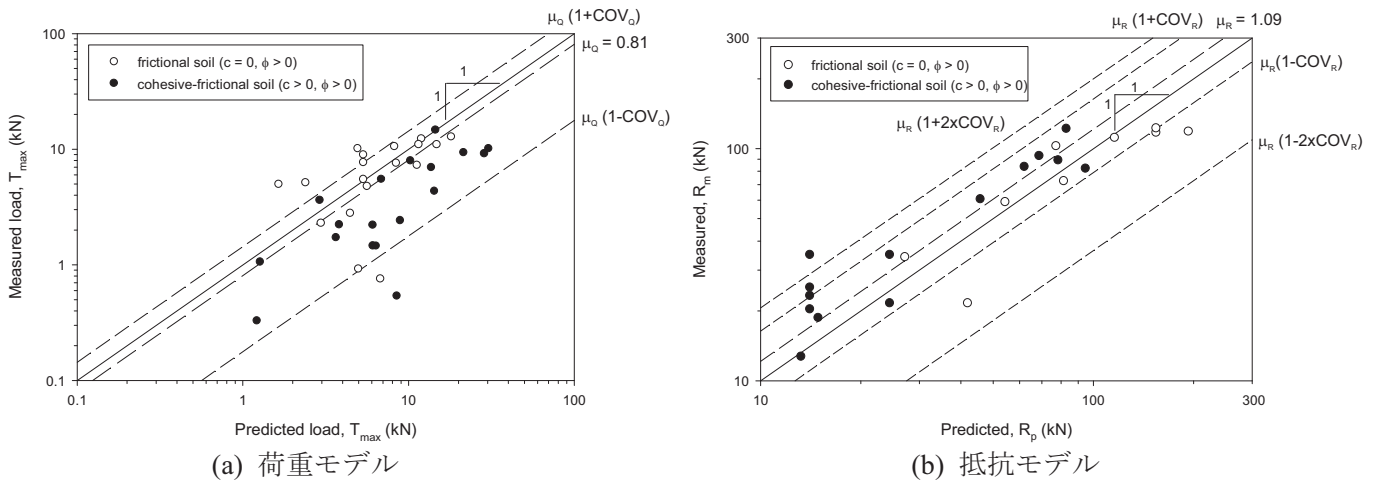 μQ (1+COVQ)
μQ = 0.81
μQ (1-COVQ)
100
10
1
0.1
Measured load, Tmax (kN)
frictional soil (c = 0, ϕ > 0)
cohesive-frictional soil (c > 0, ϕ > 0)
1
1
0.1
1
10
100
Predicted load, Tmax (kN)
(a) 荷重モデル
μR (1+COVR)
μR = 1.09
μR(1-COVR)
μR (1-2xCOVR)
μR (1+2xCOVR)
300
100
10
Measured, Rm (kN)
frictional soil (c = 0, ϕ > 0)
cohesive-frictional soil (c > 0, ϕ > 0)
1
1
10
100
300
Predicted, Rp (kN)
(b) 抵抗モデル